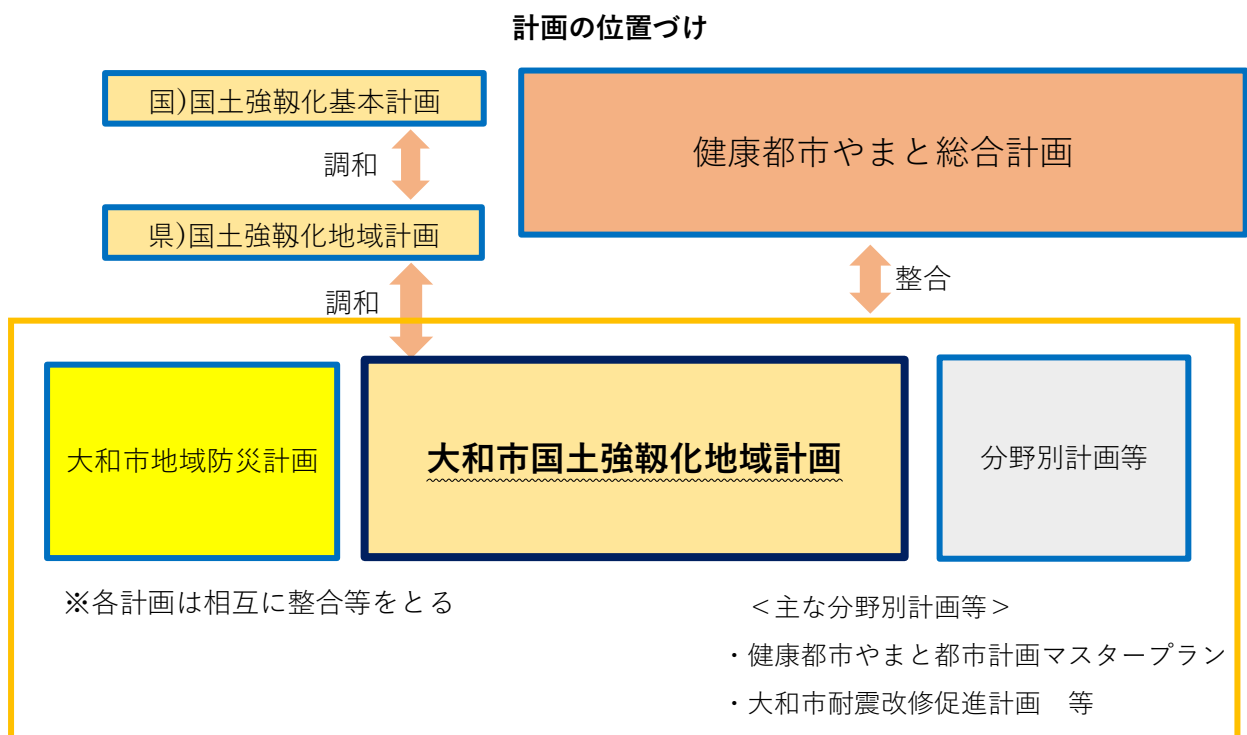 計画の位置づけ
国)国土強靱化基本計画
調和
県)国土強靱化地域計画
調和
健康都市やまと総合計画
整合
大和市地域防災計画
大和市国土強靱化地域計画
分野別計画等
※各計画は相互に整合等をとる
＜主な分野別計画等＞
・健康都市やまと都市計画マスタープラン
・大和市耐震改修促進計画　等